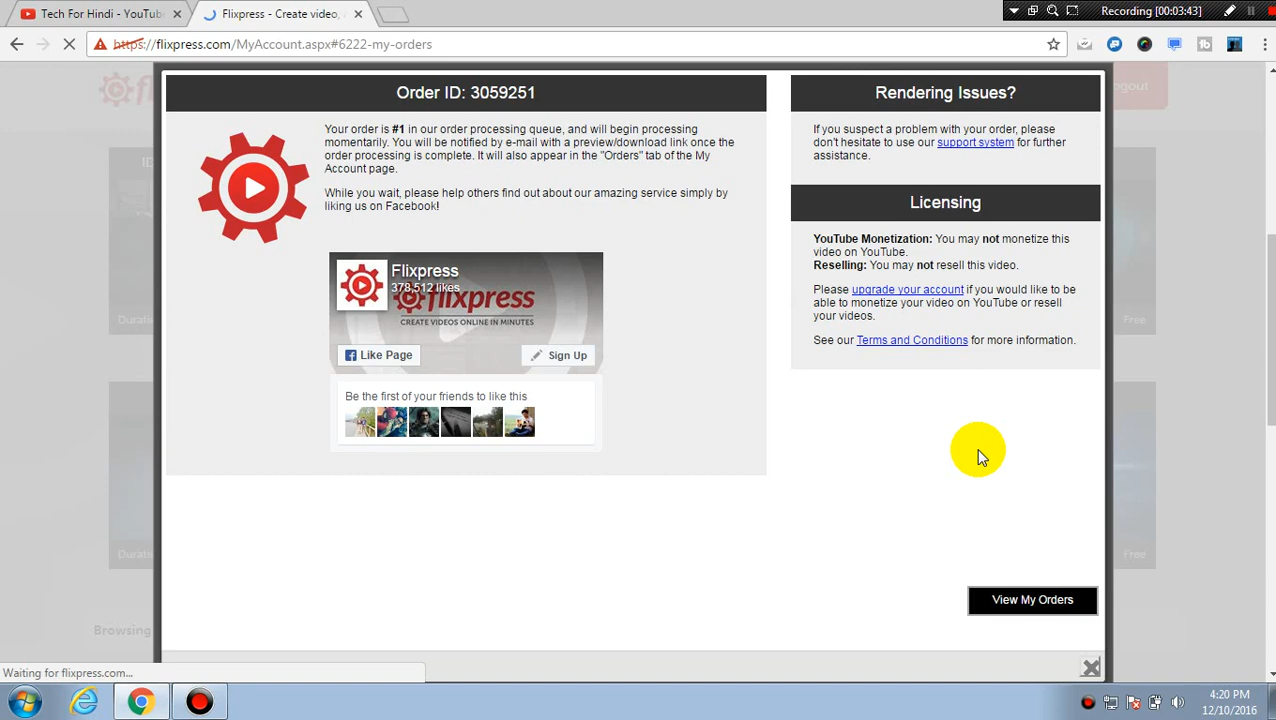 Tech For Hindi - YouTub
Flixpress - Create video,
Recording [00:03:43]
https://flixpress.com/MyAccount.aspx#6222-my-orders
ogout
Order ID: 3059251
Your order is #1 in our order processing queue, and will begin processing
momentarily. You will be notified by e-mail with a preview/download link once the
order processing is complete. It will also appear in the "Orders" tab of the My
Account page.
While you wait, please help others find out about our amazing service simply by
liking us on Facebook!
Flixpress
378,512 likes
flixpress
CREATE VIDEOS ONLINE IN MINUTES
Like Page
Sign Up
Be the first of your friends to like this
Rendering Issues?
If you suspect a problem with your order, please
don't hesitate to use our support system for further
assistance.
Licensing
YouTube Monetization: You may not monetize this
video on YouTube.
Reselling: You may not resell this video.
Please upgrade your account if you would like to be
able to monetize your video on YouTube or resell
your videos.
See our Terms and Conditions for more information.
ID
Durati
Free
Durati
Free
View My Orders
Browsing
Waiting for flixpress.com...
4:20 PM
12/10/2016